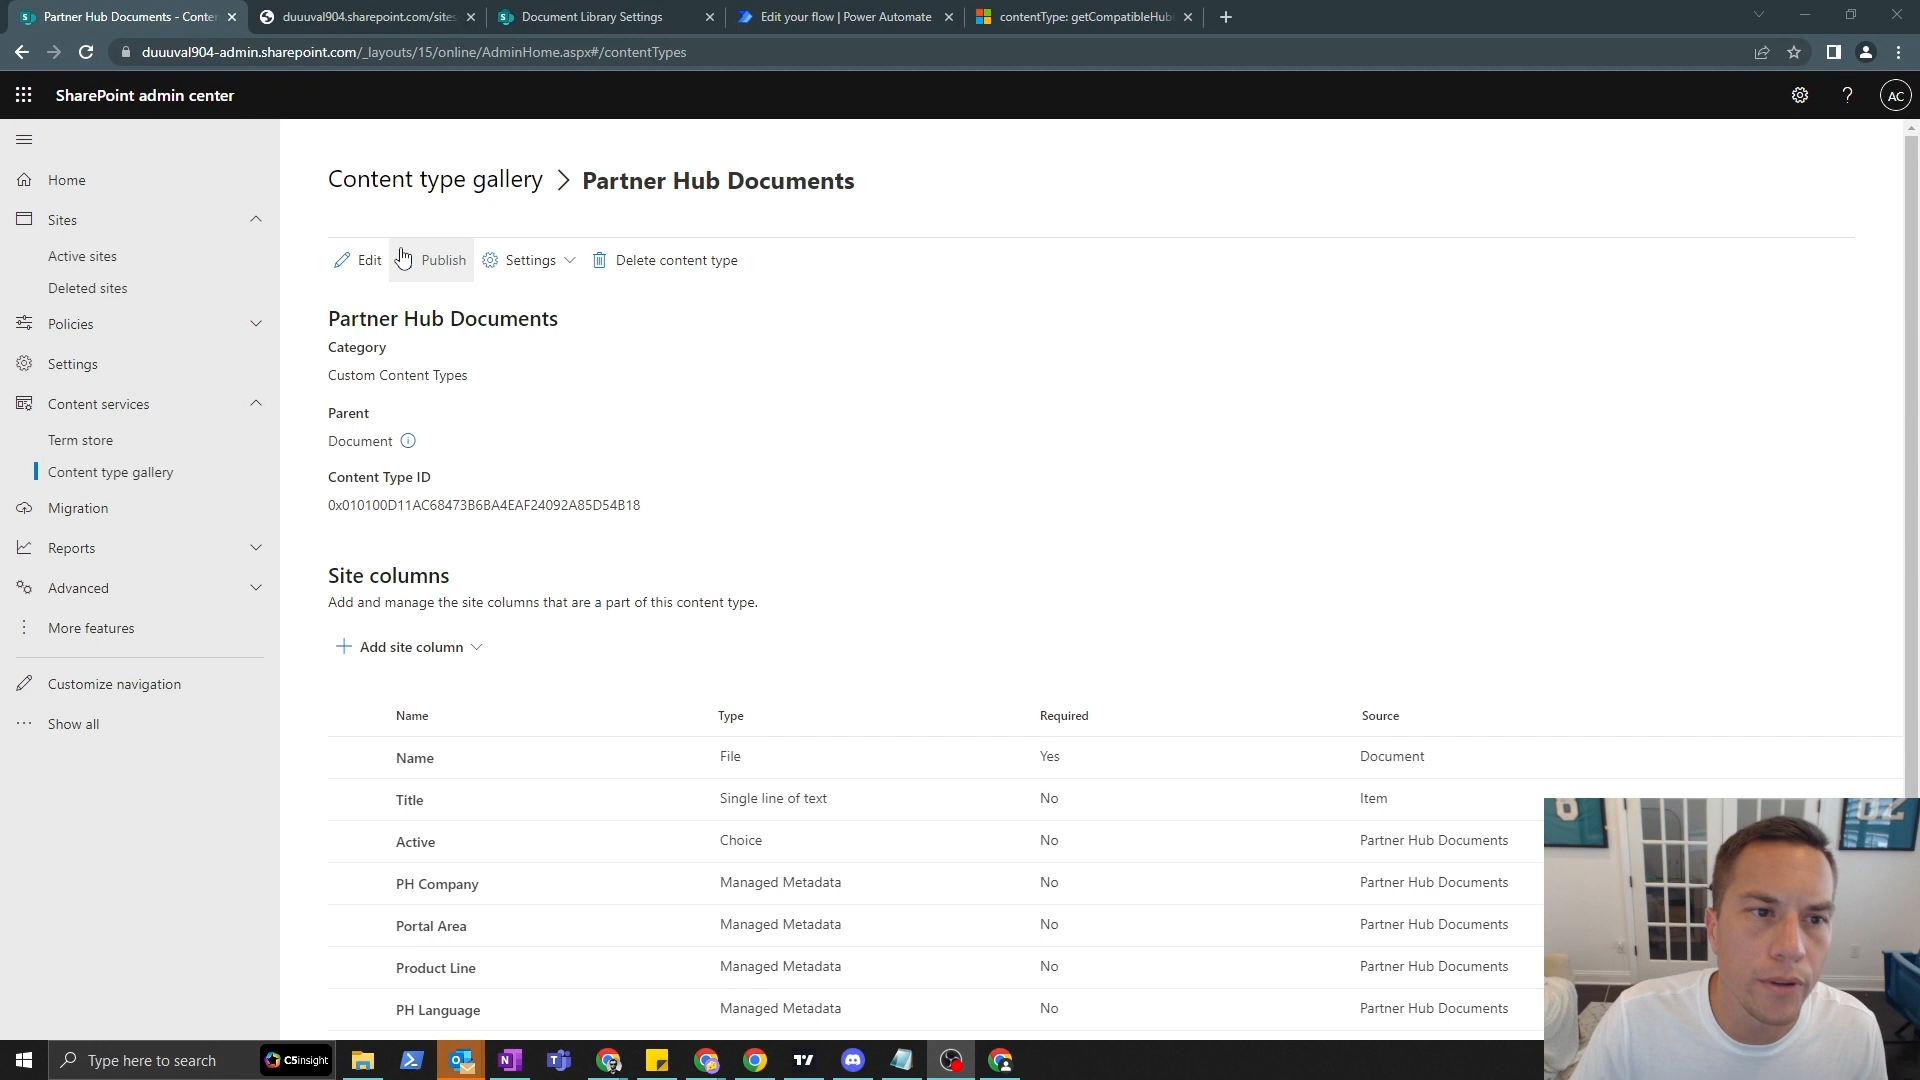 Partner Hub Documents - Conter
duuuval904.sharepoint.com/sites
Document Library Settings
Edit your flow | Power Automate
contentType: getCompatibleHub
duuuval904-admin.sharepoint.com/_layouts/15/online/AdminHome.aspx#/contentTypes
SharePoint admin center
AC
Home
Sites
Active sites
Deleted sites
Policies
Settings
Content services
Term store
Content type gallery
Migration
Reports
Advanced
More features
Customize navigation
Show all
Content type gallery > Partner Hub Documents
Edit Publish Settings Delete content type
Partner Hub Documents
Category
Custom Content Types
Parent
Document
Content Type ID
0x010100D11AC68473B6BA4EAF24092A85D54B18
Site columns
Add and manage the site columns that are a part of this content type.
Add site column
Name Type Required Source
Name File Yes Document
Title Single line of text No Item
Active Choice No Partner Hub Documents
PH Company Managed Metadata No Partner Hub Documents
Portal Area Managed Metadata No Partner Hub Documents
Product Line Managed Metadata No Partner Hub Documents
PH Language Managed Metadata No Partner Hub Documents
Type here to search
C5insight